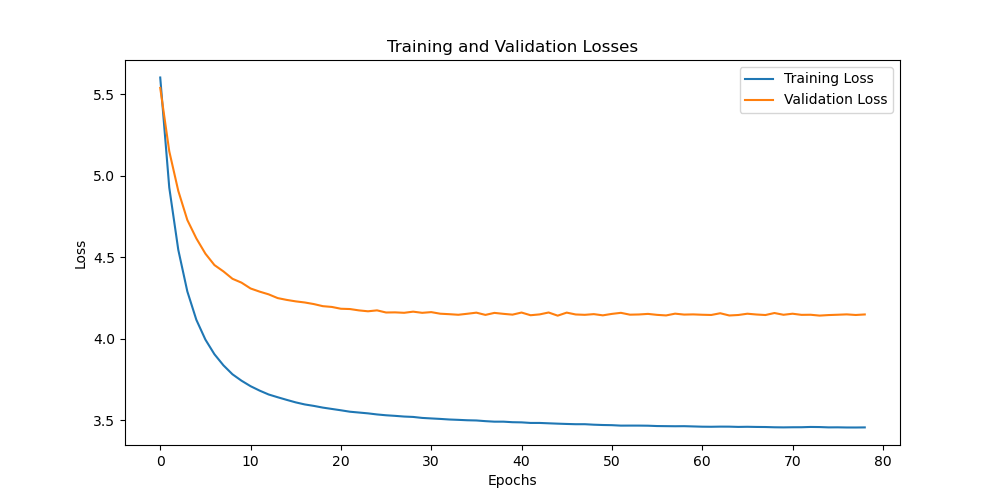 Training and Validation Losses
Training Loss
Validation Loss
Loss
5.5
5.0
4.5
4.0
3.5
0 10 20 30 40 50 60 70 80
Epochs